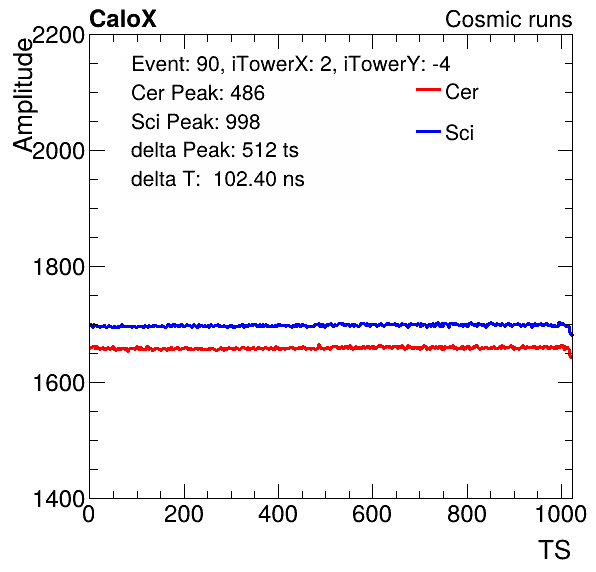 CaloX Cosmic runs
Amplitude
Event: 90, iTowerX: 2, iTowerY: -4
Cer Peak: 486
Sci Peak: 998
delta Peak: 512 ts
delta T: 102.40 ns
Cer
Sci
2200
2000
1800
1600
1400
0 200 400 600 800 1000
TS